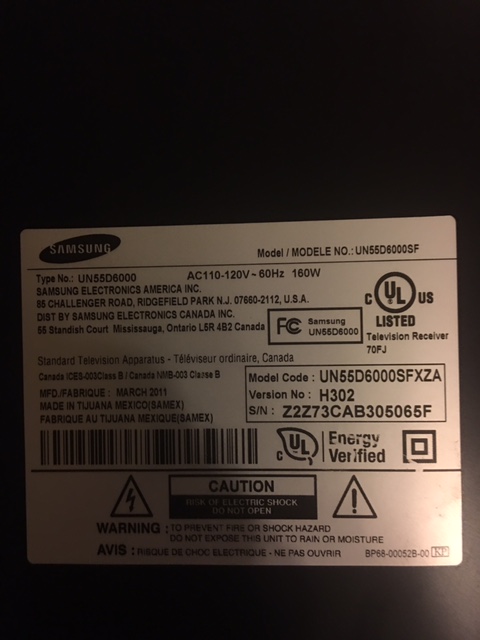 SAMSUNG
Model / MODELE NO.: UN55D6000SF
Type No.: UN55D6000
AC110-120V~60Hz 160W
SAMSUNG ELECTRONICS AMERICA INC.
85 CHALLENGER ROAD, RIDGEFIELD PARK N.J. 07660-2112, U.S.A.
DIST BY SAMSUNG ELECTRONICS CANADA INC.
55 Standish Court Mississauga, Ontario L5R 4B2 Canada
FC Samsung
UN55D6000
C UL US
LISTED
Television Receiver
70FJ
Standard Television Apparatus - Téléviseur ordinaire, Canada
Canada ICES-003Class B / Canada NMB-003 Classe B
MFD/FABRIQUE : MARCH 2011
MADE IN TIJUANA MEXICO(SAMEX)
FABRIQUE AU TIJUANA MEXIQUE(SAMEX)
Model Code : UN55D6000SFXZA
Version No : H302
S/N : Z2Z73CAB305065F
C UL Energy
Verified
CAUTION
RISK OF ELECTRIC SHOCK
DO NOT OPEN
WARNING : TO PREVENT FIRE OR SHOCK HAZARD
DO NOT EXPOSE THIS UNIT TO RAIN OR MOISTURE
AVIS : RISQUE DE CHOC ELECTRIQUE - NE PAS OUVRIR
BP68-00052B-00